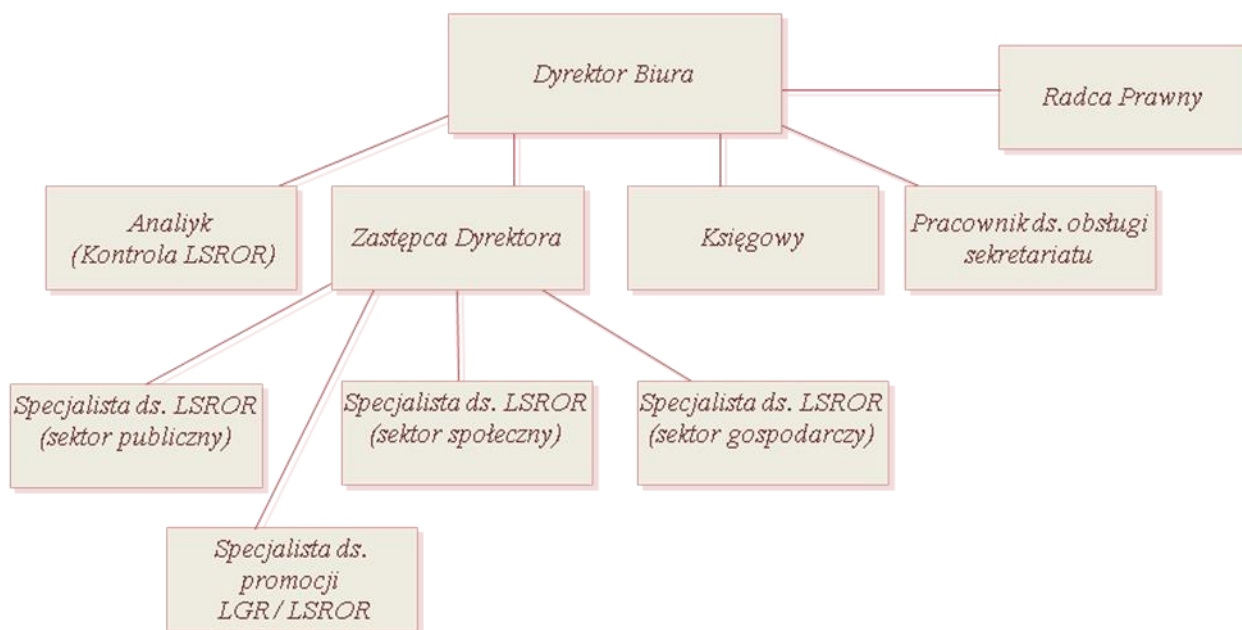 Dyrektor Biura
Radca Prawny
Analiyk
(Kontrola LSROR)
Zastępca Dyrektora
Księgowy
Pracownik ds. obsługi
sekretariatu
Specjalista ds. LSROR
(sektor publiczny)
Specjalista ds. LSROR
(sektor społeczny)
Specjalista ds. LSROR
(sektor gospodarczy)
Specjalista ds.
promocji
LGR / LSROR